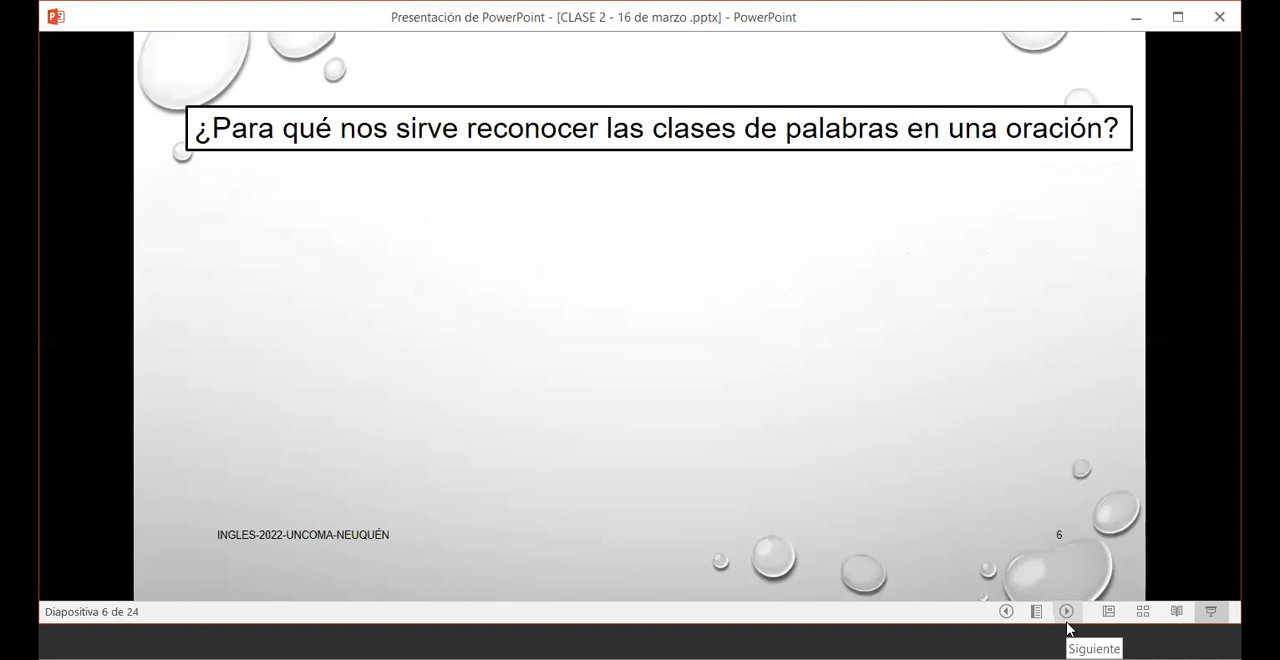 Presentación de PowerPoint - [CLASE 2 - 16 de marzo .pptx] - PowerPoint
¿Para qué nos sirve reconocer las clases de palabras en una oración?
INGLES-2022-UNCOMA-NEUQUÉN
6
Diapositiva 6 de 24
Siguiente